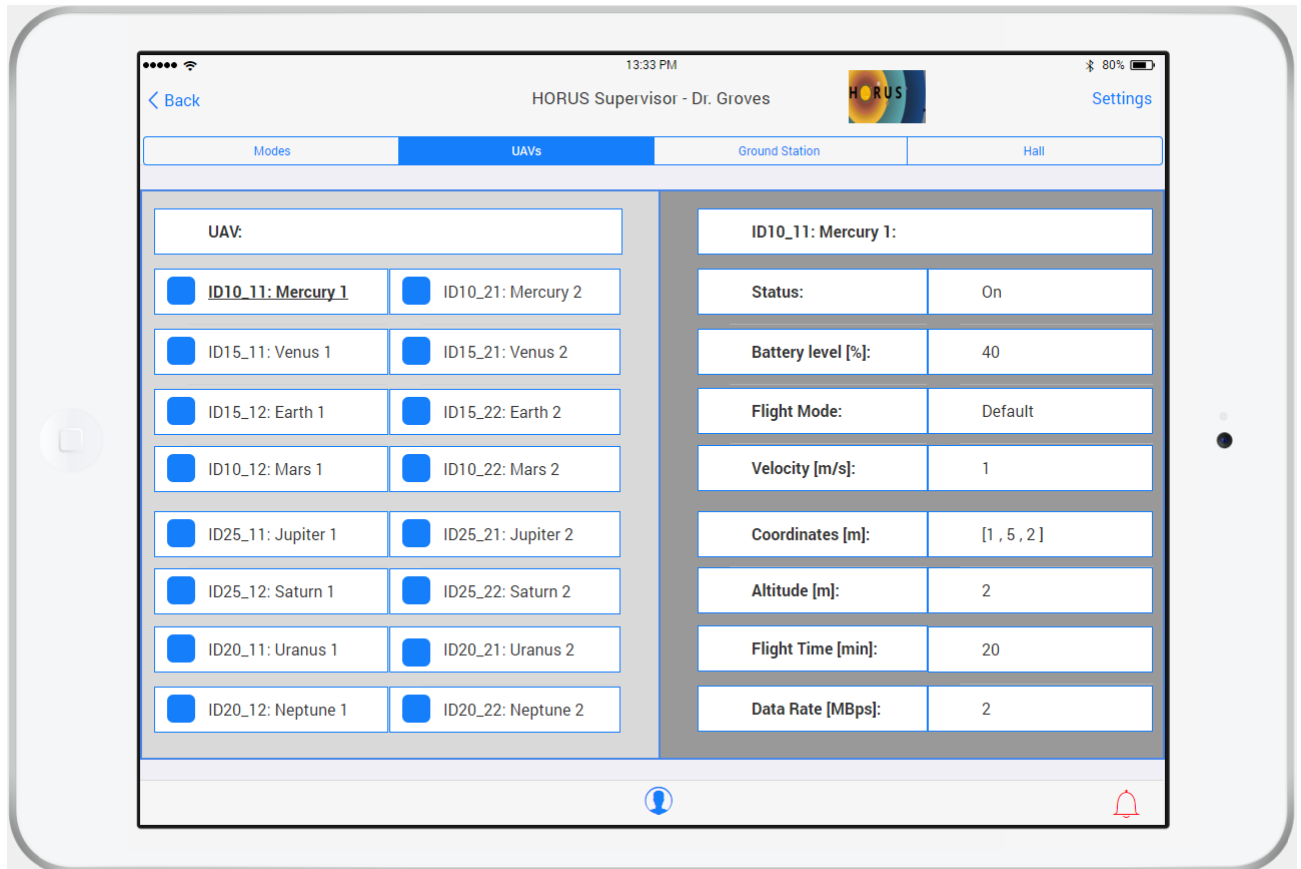 13:33 PM
80%
Back
HORUS Supervisor - Dr. Groves
HORUS
Settings
Modes
UAVs
Ground Station
Hall
UAV:
ID10_11: Mercury 1
ID10_21: Mercury 2
ID15_11: Venus 1
ID15_21: Venus 2
ID15_12: Earth 1
ID15_22: Earth 2
ID10_12: Mars 1
ID10_22: Mars 2
ID25_11: Jupiter 1
ID25_21: Jupiter 2
ID25_12: Saturn 1
ID25_22: Saturn 2
ID20_11: Uranus 1
ID20_21: Uranus 2
ID20_12: Neptune 1
ID20_22: Neptune 2
ID10_11: Mercury 1:
Status: On
Battery level [%]: 40
Flight Mode: Default
Velocity [m/s]: 1
Coordinates [m]: [1 , 5 , 2 ]
Altitude [m]: 2
Flight Time [min]: 20
Data Rate [MBps]: 2